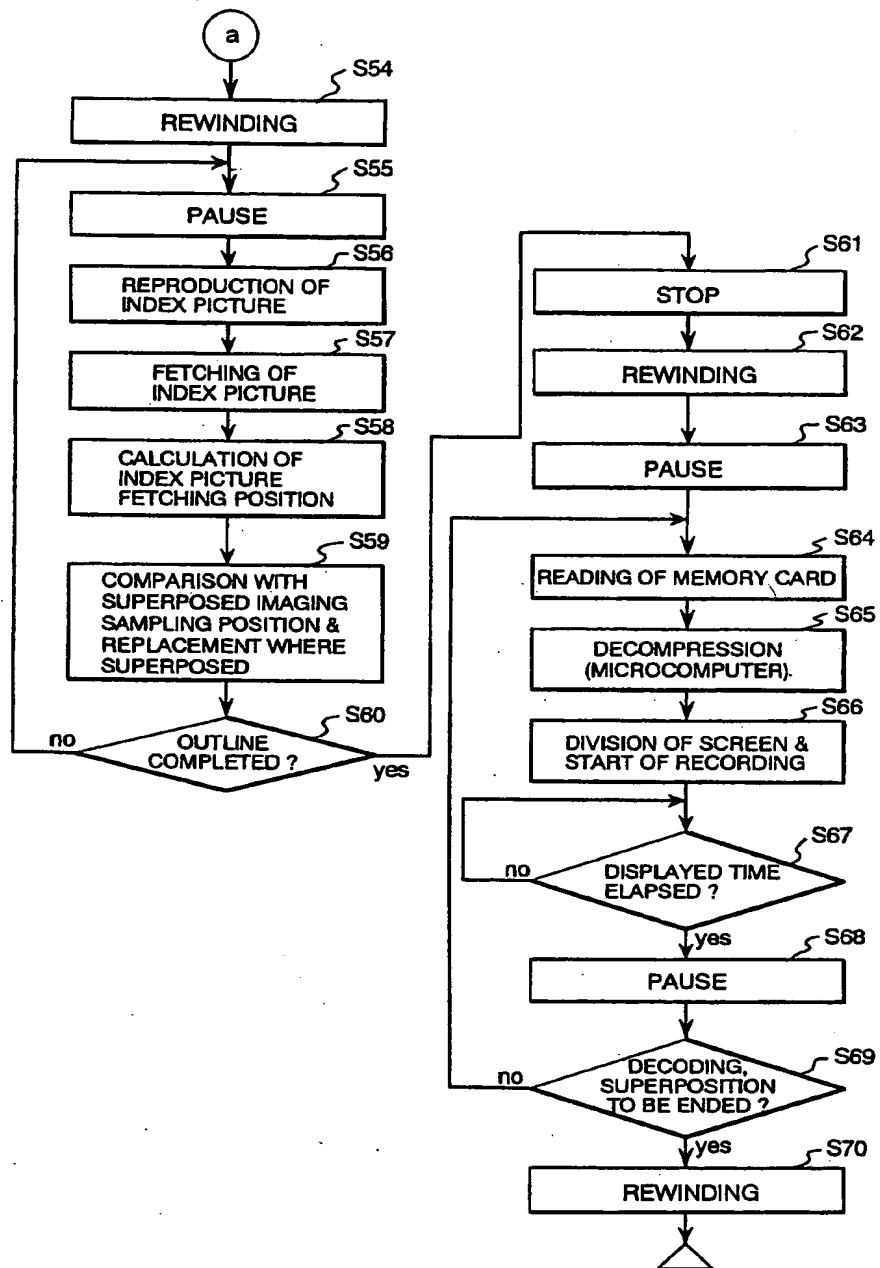 a
S54
REWINDING
S55
PAUSE
S56
REPRODUCTION OF
INDEX PICTURE
S57
FETCHING OF
INDEX PICTURE
S58
CALCULATION OF
INDEX PICTURE
FETCHING POSITION
S59
COMPARISON WITH
SUPERPOSED IMAGING
SAMPLING POSITION &
REPLACEMENT WHERE
SUPERPOSED
S60
no
OUTLINE
COMPLETED ?
yes
S61
STOP
S62
REWINDING
S63
PAUSE
S64
READING OF MEMORY CARD
S65
DECOMPRESSION
(MICROCOMPUTER).
S66
DIVISION OF SCREEN &
START OF RECORDING
S67
no
DISPLAYED TIME
ELAPSED ?
yes
S68
PAUSE
S69
no
DECODING,
SUPERPOSITION
TO BE ENDED ?
yes
S70
REWINDING